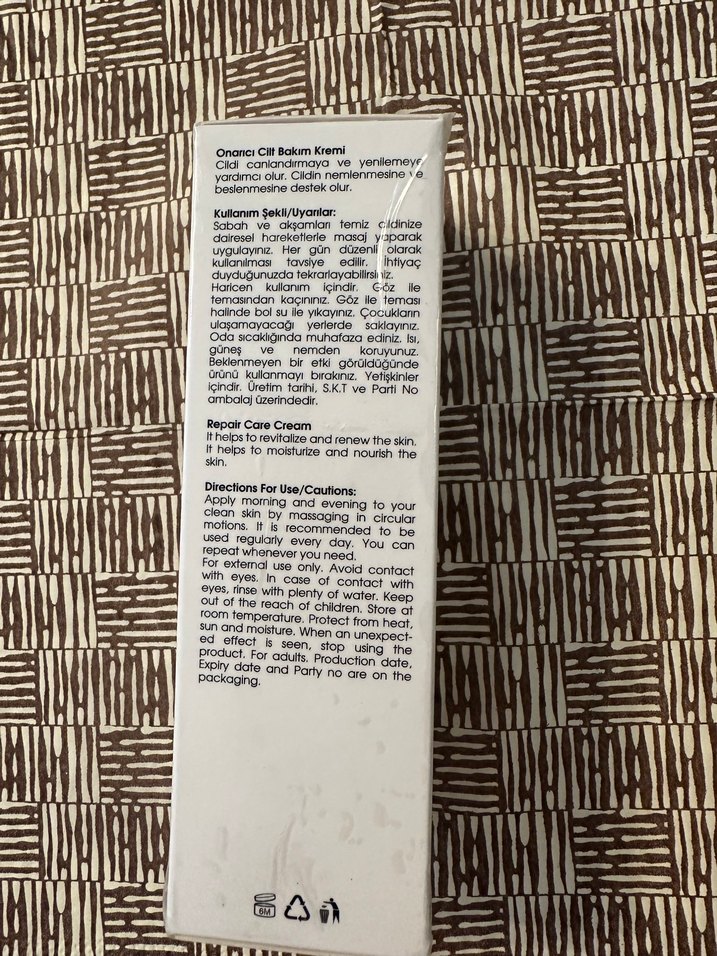 Onarıcı Cilt Bakım Kremi
Cildi canlandırmaya ve yenilemeye
yardımcı olur. Cildin nemlenmesine ve
beslenmesine destek olur.
Kullanım Şekli/Uyarılar:
Sabah ve akşamları temiz cildinize
dairesel hareketlerle masaj yaparak
uygulayınız. Her gün düzenli olarak
kullanılması tavsiye edilir. İhtiyaç
duyduğunuzda tekrarlayabilirsiniz.
Haricen kullanım içindir. Göz ile
temasından kaçınınız. Göz ile teması
halinde bol su ile yıkayınız. Çocukların
ulaşamayacağı yerlerde saklayınız.
Oda sıcaklığında muhafaza ediniz. Isı,
güneş ve nemden koruyunuz.
Beklenmeyen bir etki görüldüğünde
ürünü kullanmayı bırakınız. Yetişkinler
içindir. Üretim tarihi, S.K.T ve Parti No
ambalaj üzerindedir.
Repair Care Cream
It helps to revitalize and renew the skin.
It helps to moisturize and nourish the
skin.
Directions For Use/Cautions:
Apply morning and evening to your
clean skin by massaging in circular
motions. It is recommended to be
used regularly every day. You can
repeat whenever you need.
For external use only. Avoid contact
with eyes. In case of contact with
eyes, rinse with plenty of water. Keep
out of the reach of children. Store at
room temperature. Protect from heat,
sun and moisture. When an unexpect-
ed effect is seen, stop using the
product. For adults. Production date,
Expiry date and Party no are on the
packaging.
6M